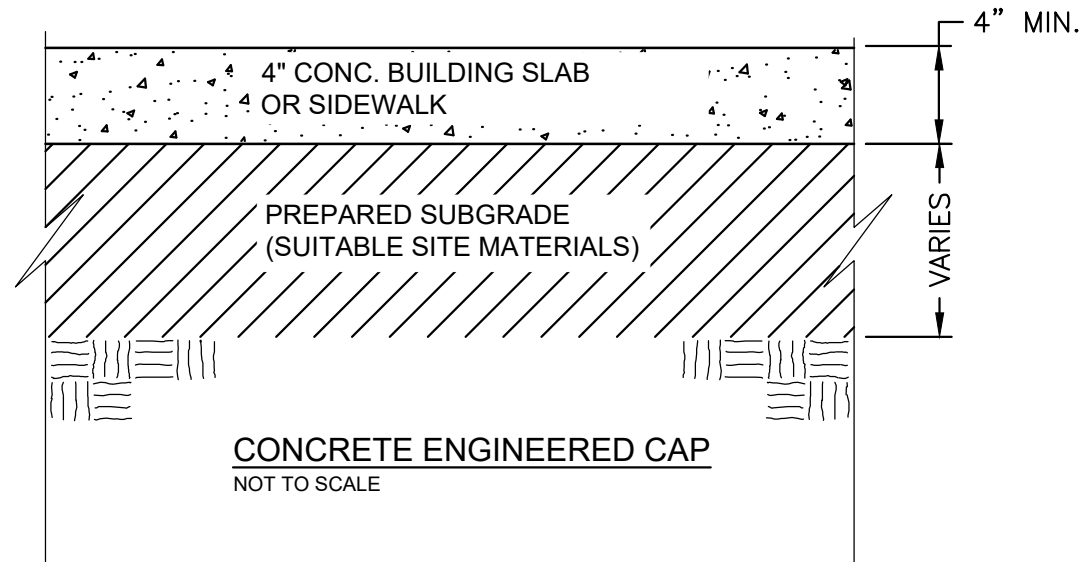 4” MIN.
4" CONC. BUILDING SLAB
OR SIDEWALK
PREPARED SUBGRADE
(SUITABLE SITE MATERIALS)
VARIES
CONCRETE ENGINEERED CAP
NOT TO SCALE